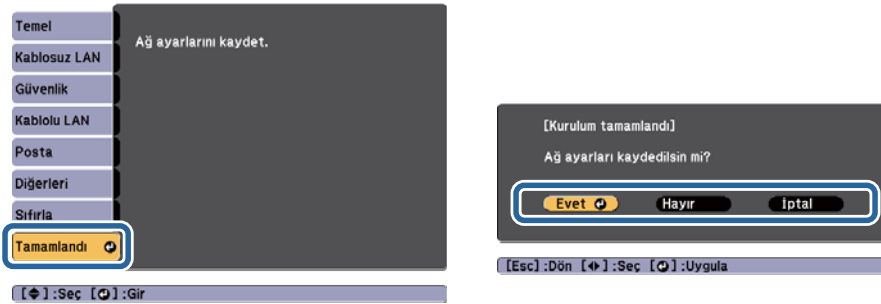 Temel
Kablosuz LAN
Güvenlik
Kablolu LAN
Posta
Diğerleri
Sıfırla
Tamamlandı
Ağ ayarlarını kaydet.
[ ]:Seç [ ]:Gir
[Kurulum tamamlandı]
Ağ ayarları kaydedilsin mi?
Evet Hayır İptal
[Esc]:Dön [ ]:Seç [ ]:Uygula